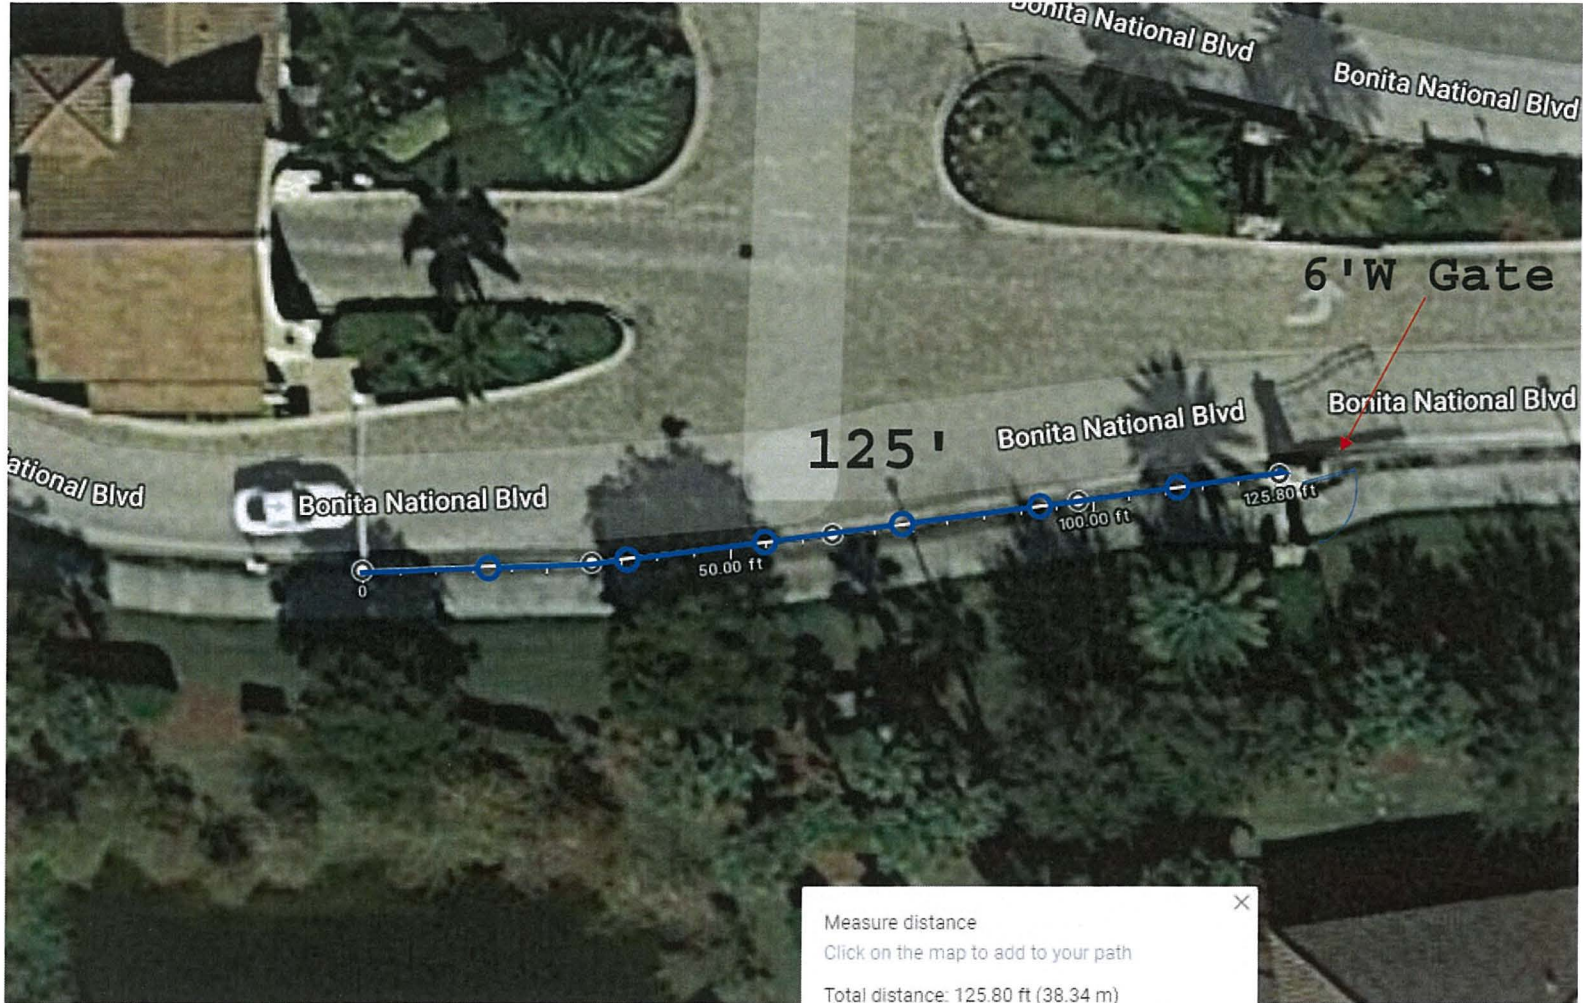 Bonita National Blvd
Bonita National Blvd
6'W Gate
Bonita National Blvd
125'
Bonita National Blvd
ational Blvd
Bonita National Blvd
125.80 ft
100.00 ft
50.00 ft
0
Measure distance
Click on the map to add to your path
Total distance: 125.80 ft (38.34 m)